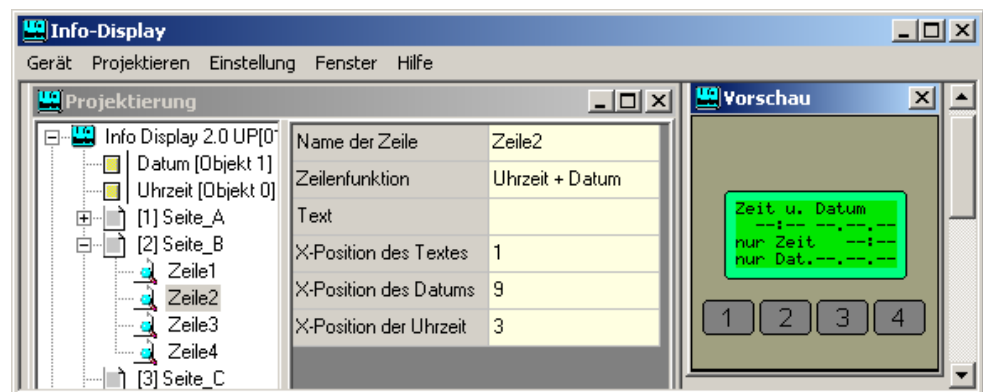 Info-Display
Gerät Projektieren Einstellung Fenster Hilfe
Projektierung
Info Display 2.0 UP[0
Datum [Objekt 1]
Uhrzeit [Objekt 0]
[1] Seite_A
[2] Seite_B
Zeile1
Zeile2
Zeile3
Zeile4
[3] Seite_C
Name der Zeile Zeile2
Zeilenfunktion Uhrzeit + Datum
Text
X-Position des Textes 1
X-Position des Datums 9
X-Position der Uhrzeit 3
Vorschau
Zeit u. Datum
--:-- --.--.--
nur Zeit --:--
nur Dat.--.--.--
1 2 3 4